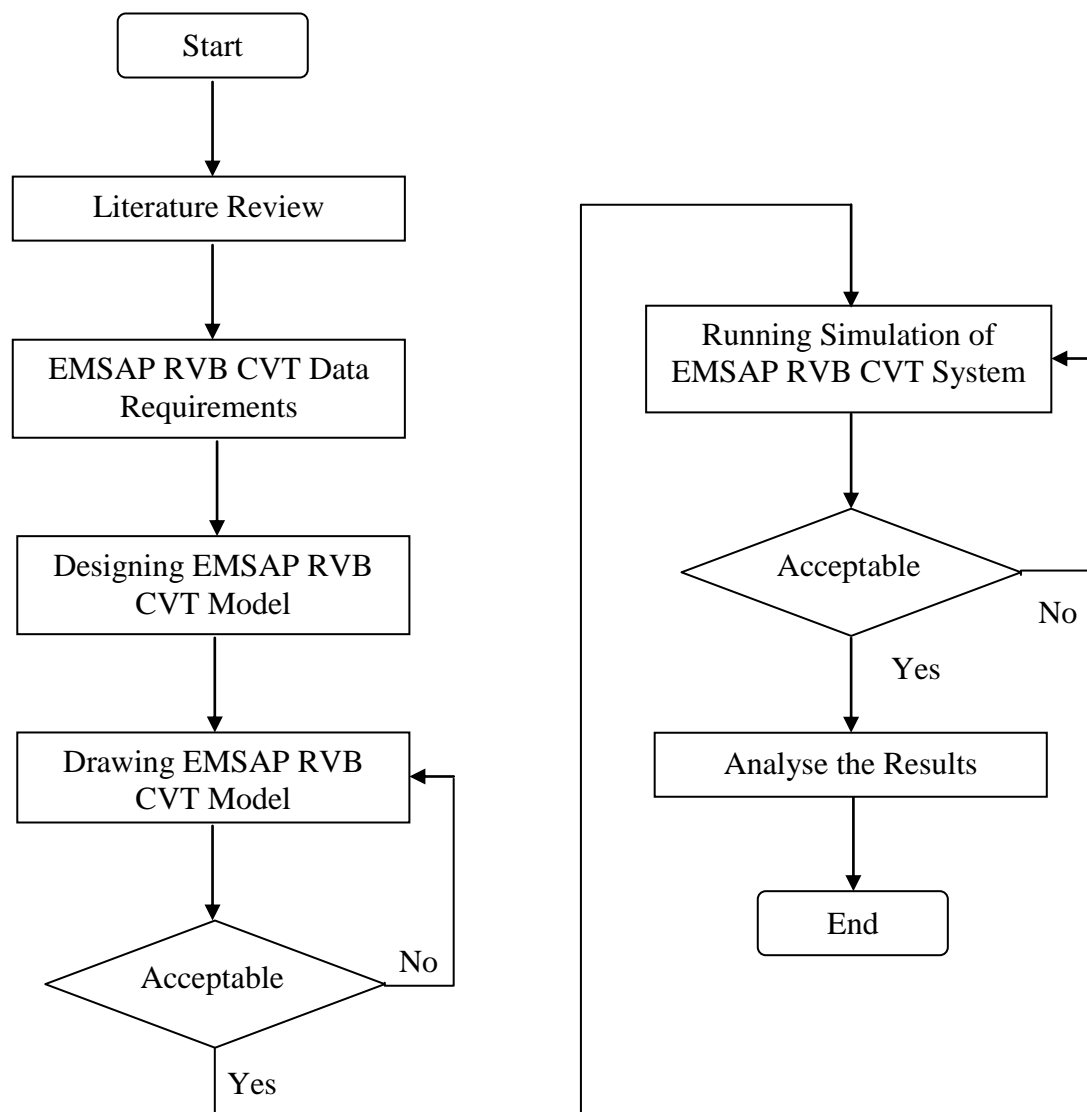 Start
Literature Review
EMSAP RVB CVT Data
Requirements
Designing EMSAP RVB
CVT Model
Drawing EMSAP RVB
CVT Model
Acceptable
No
Yes
Running Simulation of
EMSAP RVB CVT System
Acceptable
No
Yes
Analyse the Results
End